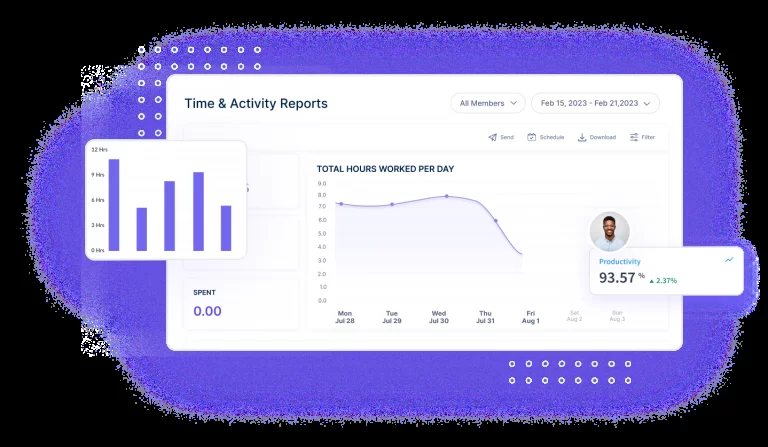 Time & Activity Reports
All Members
Feb 15, 2023 - Feb 21,2023
Send
Schedule
Download
Filter
12 Hrs
9 Hrs
6 Hrs
3 Hrs
0 Hrs
TOTAL HOURS WORKED PER DAY
9.0
8.0
7.0
6.0
5.0
4.0
3.0
2.0
1.0
0.0
Mon Tue Wed Thu Fri Sat Sun
Jul 28 Jul 29 Jul 30 Jul 31 Aug 1 Aug 2 Aug 3
SPENT
0.00
Productivity
93.57 % 2.37%